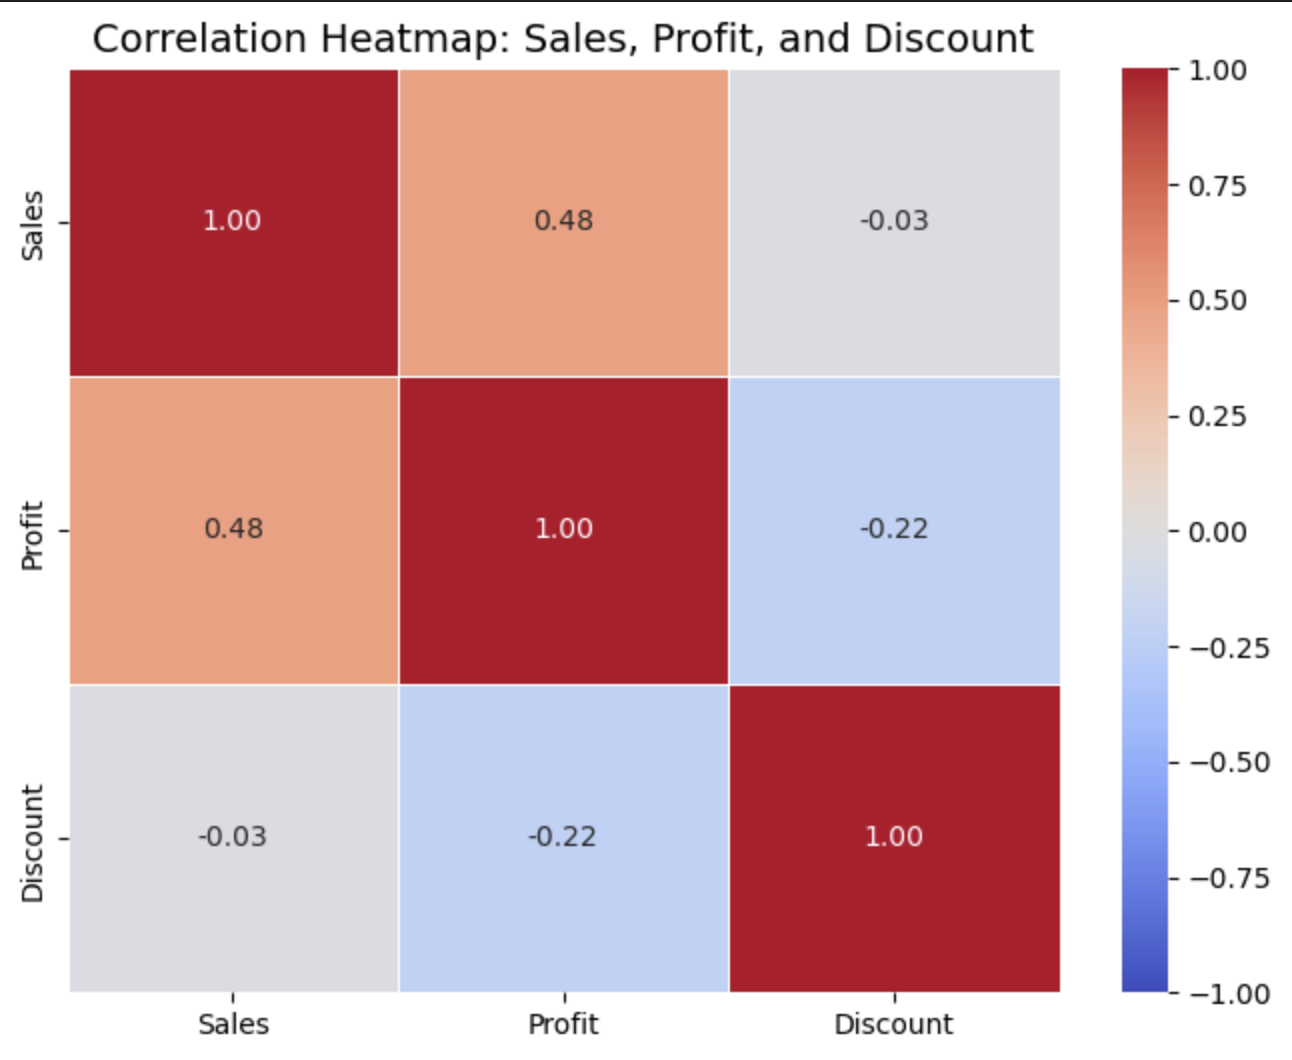 Correlation Heatmap: Sales, Profit, and Discount
Sales
1.00
0.48
-0.03
Profit
0.48
1.00
-0.22
Discount
-0.03
-0.22
1.00
Sales
Profit
Discount
1.00
0.75
0.50
0.25
0.00
−0.25
−0.50
−0.75
−1.00